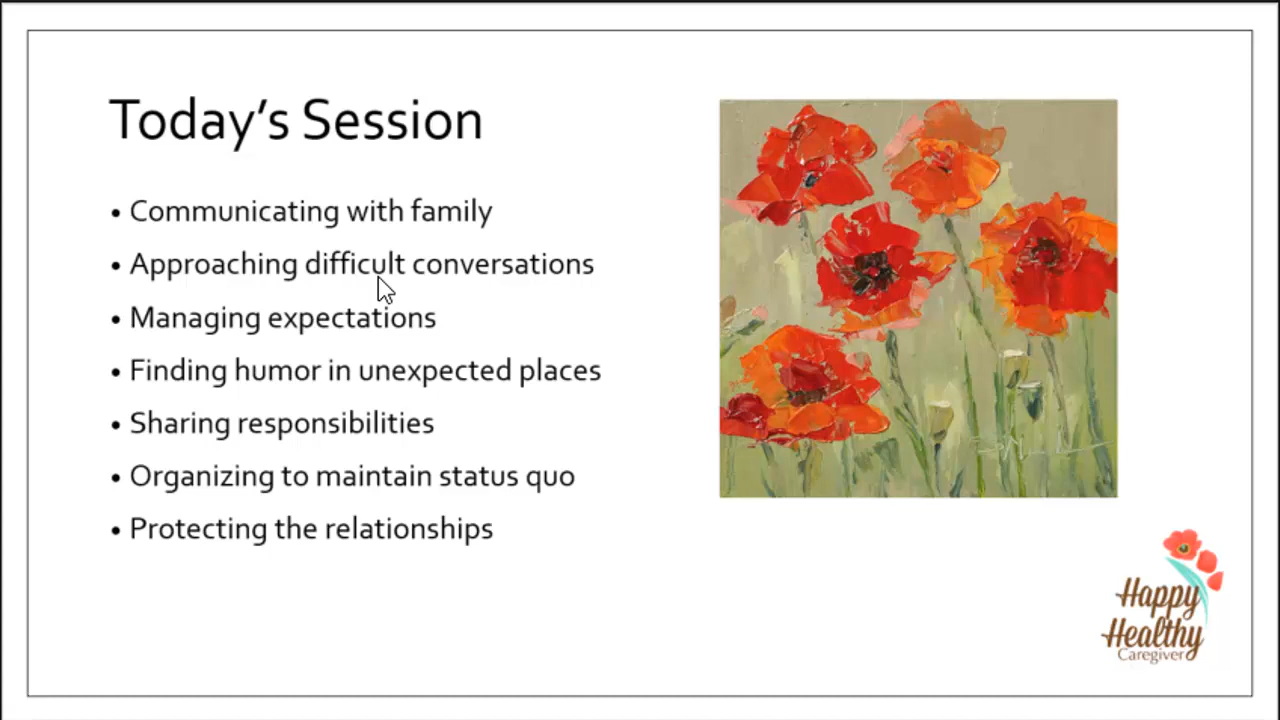 Today's Session
• Communicating with family
• Approaching difficult conversations
• Managing expectations
• Finding humor in unexpected places
• Sharing responsibilities
• Organizing to maintain status quo
• Protecting the relationships
Happy
Healthy
Caregiver